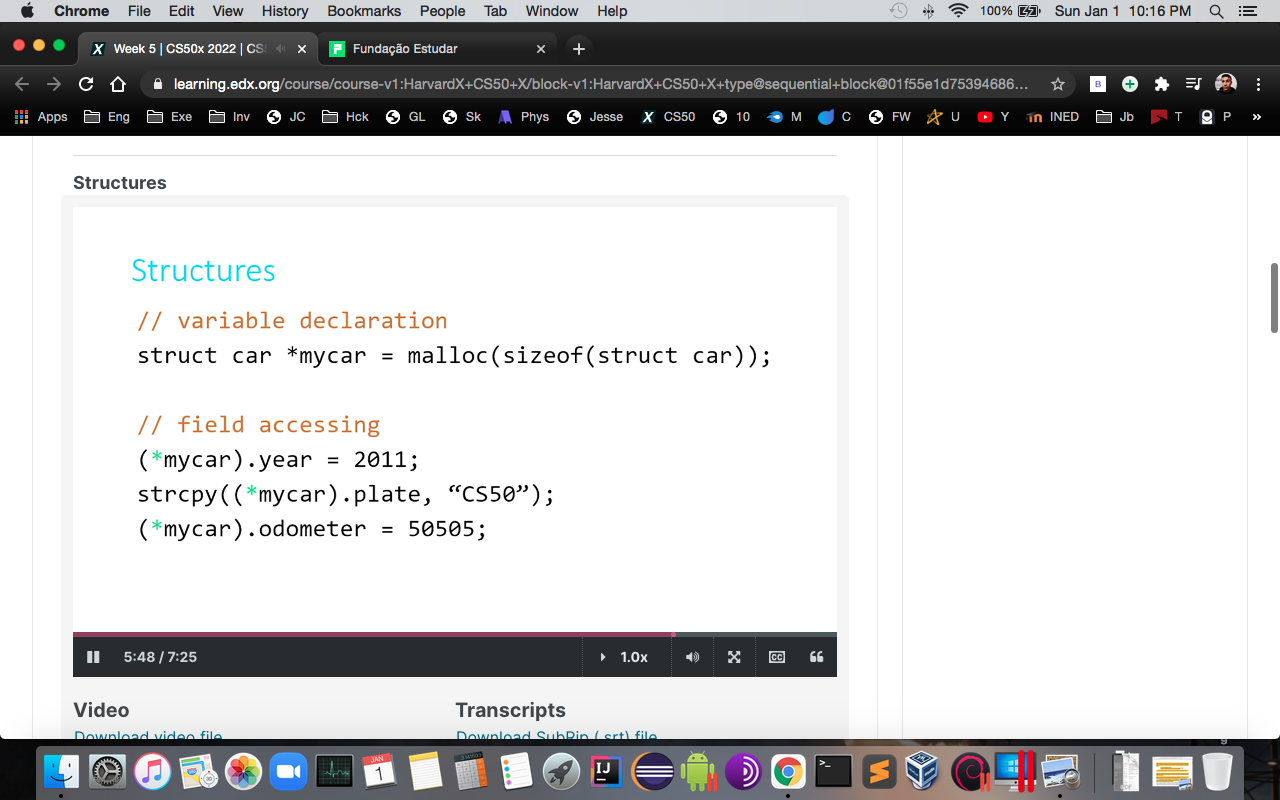 Chrome File Edit View History Bookmarks People Tab Window Help 100% Sun Jan 1 10:16 PM
Week 5 | CS50x 2022 | CS Fundação Estudar
learning.edx.org/course/course-v1:HarvardX+CS50+X/block-v1:HarvardX+CS50+X+type@sequential+block@01f55e1d75394686...
Apps Eng Exe Inv JC Hck GL Sk Phys Jesse CS50 10 M C FW U Y INED Jb T P »
Structures
Structures
// variable declaration
struct car *mycar = malloc(sizeof(struct car));
// field accessing
(*mycar).year = 2011;
strcpy((*mycar).plate, “CS50”);
(*mycar).odometer = 50505;
5:48 / 7:25 1.0x CC
Video Transcripts
Download video file Download SubRip (.srt) file
JAN
1
IJ